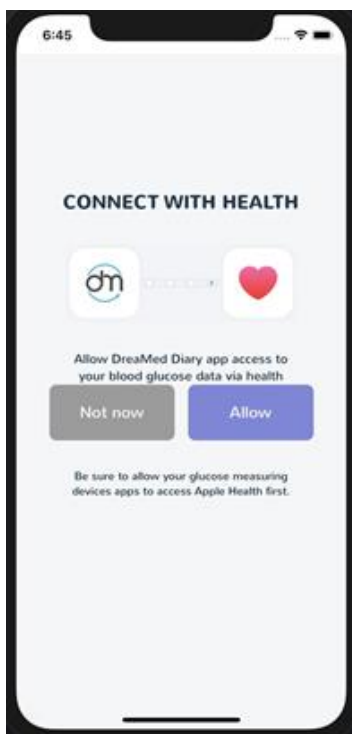 6:45
CONNECT WITH HEALTH
dm
Allow DreaMed Diary app access to
your blood glucose data via health
Not now Allow
Be sure to allow your glucose measuring
devices apps to access Apple Health first.